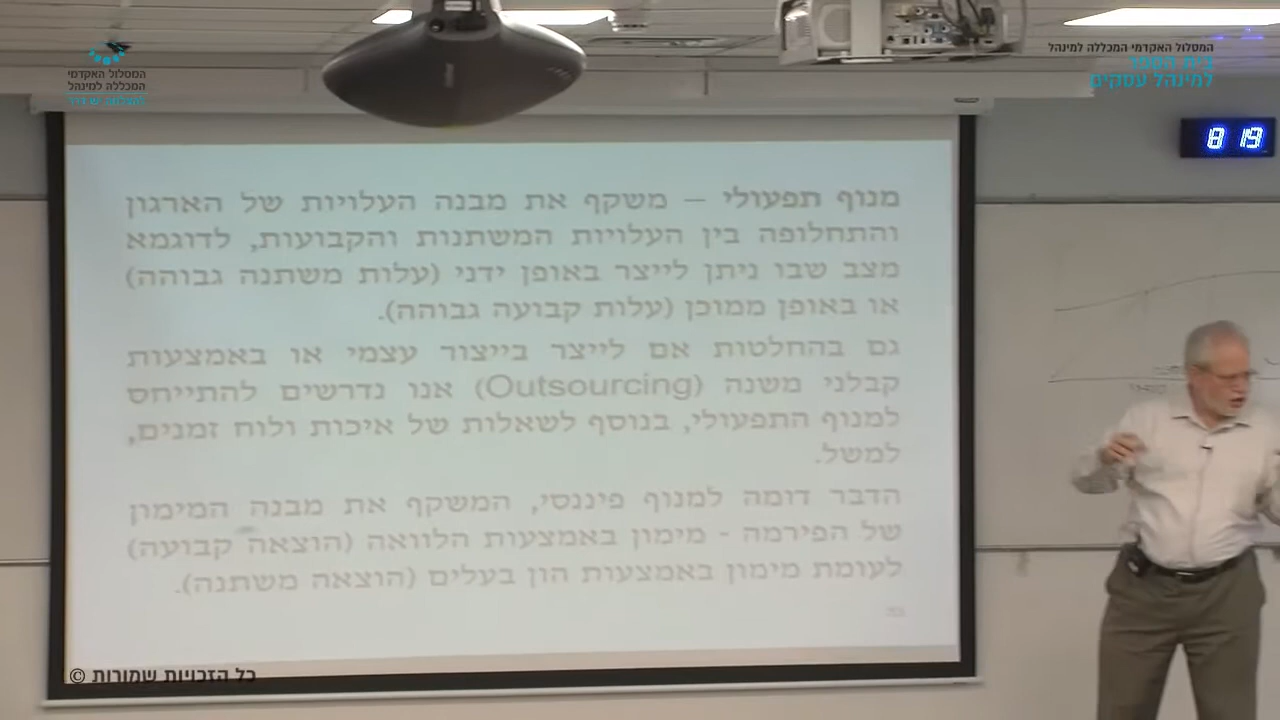 המסלול האקדמי
המכללה למינהל
המסלול האקדמי המכללה למינהל
בית הספר
למינהל עסקים
8 19
מנוף תפעולי – משקף את מבנה העלויות של הארגון
והתחלופה בין העלויות המשתנות והקבועות, לדוגמא
מצב שבו ניתן לייצר באופן ידני (עלות משתנה גבוהה)
או באופן ממוכן (עלות קבועה גבוהה).
גם בהחלטות אם לייצר בייצור עצמי או באמצעות
קבלני משנה (Outsourcing) אנו נדרשים להתייחס
למנוף התפעולי, בנוסף לשאלות של איכות ולוח זמנים,
למשל.
הדבר דומה למנוף פיננסי, המשקף את מבנה המימון
של הפירמה - מימון באמצעות הלוואה (הוצאה קבועה)
לעומת מימון באמצעות הון בעלים (הוצאה משתנה).
כל הזכויות שמורות ©